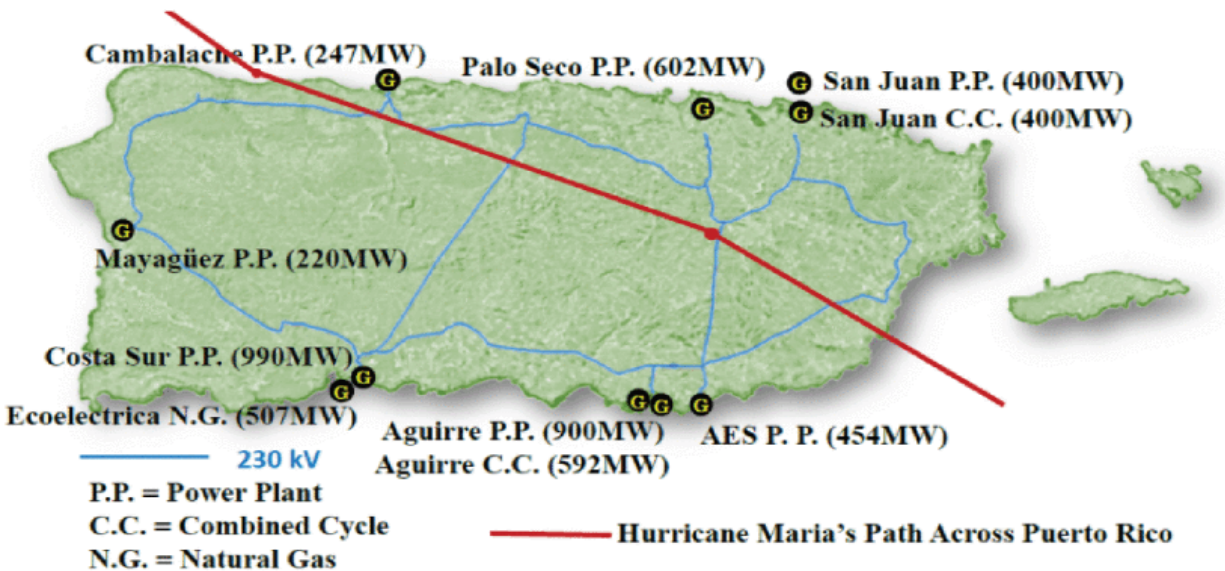 Cambalache P.P. (247MW)
Palo Seco P.P. (602MW)
G San Juan P.P. (400MW)
G
G
G San Juan C.C. (400MW)
G
Mayagüez P.P. (220MW)
Costa Sur P.P. (990MW)
G
G
Ecoelectrica N.G. (507MW)
G
G
G
Aguirre P.P. (900MW)
AES P. P. (454MW)
Aguirre C.C. (592MW)
230 kV
P.P. = Power Plant
C.C. = Combined Cycle
N.G. = Natural Gas
Hurricane Maria's Path Across Puerto Rico